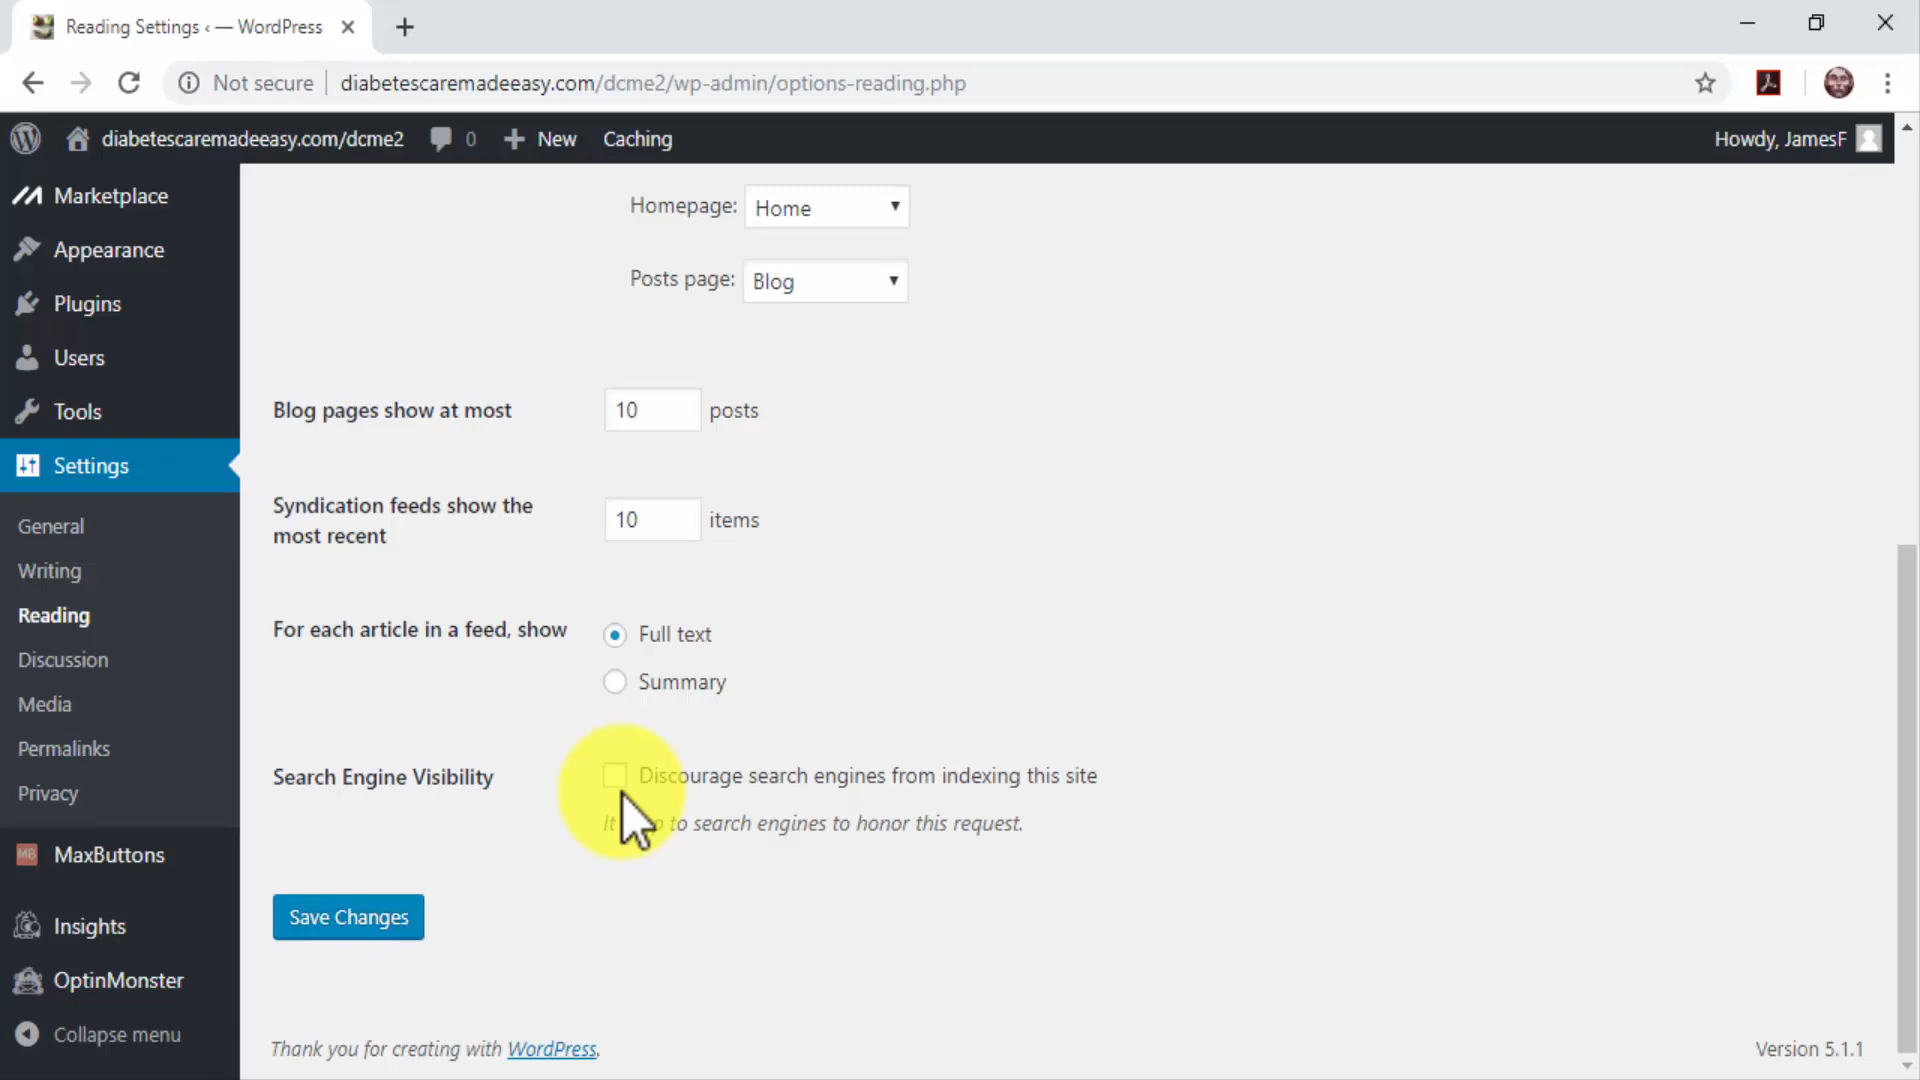 Reading Settings ‹ — WordPress
Not secure
diabetescaremadeeasy.com/dcme2/wp-admin/options-reading.php
diabetescaremadeeasy.com/dcme2
0
New
Caching
Howdy, JamesF
Marketplace
Appearance
Plugins
Users
Tools
Settings
General
Writing
Reading
Discussion
Media
Permalinks
Privacy
MB MaxButtons
Insights
OptinMonster
Collapse menu
Homepage: Home
Posts page: Blog
Blog pages show at most 10 posts
Syndication feeds show the
most recent
10 items
For each article in a feed, show
Full text
Summary
Search Engine Visibility
Discourage search engines from indexing this site
It to search engines to honor this request.
Save Changes
Thank you for creating with WordPress.
Version 5.1.1